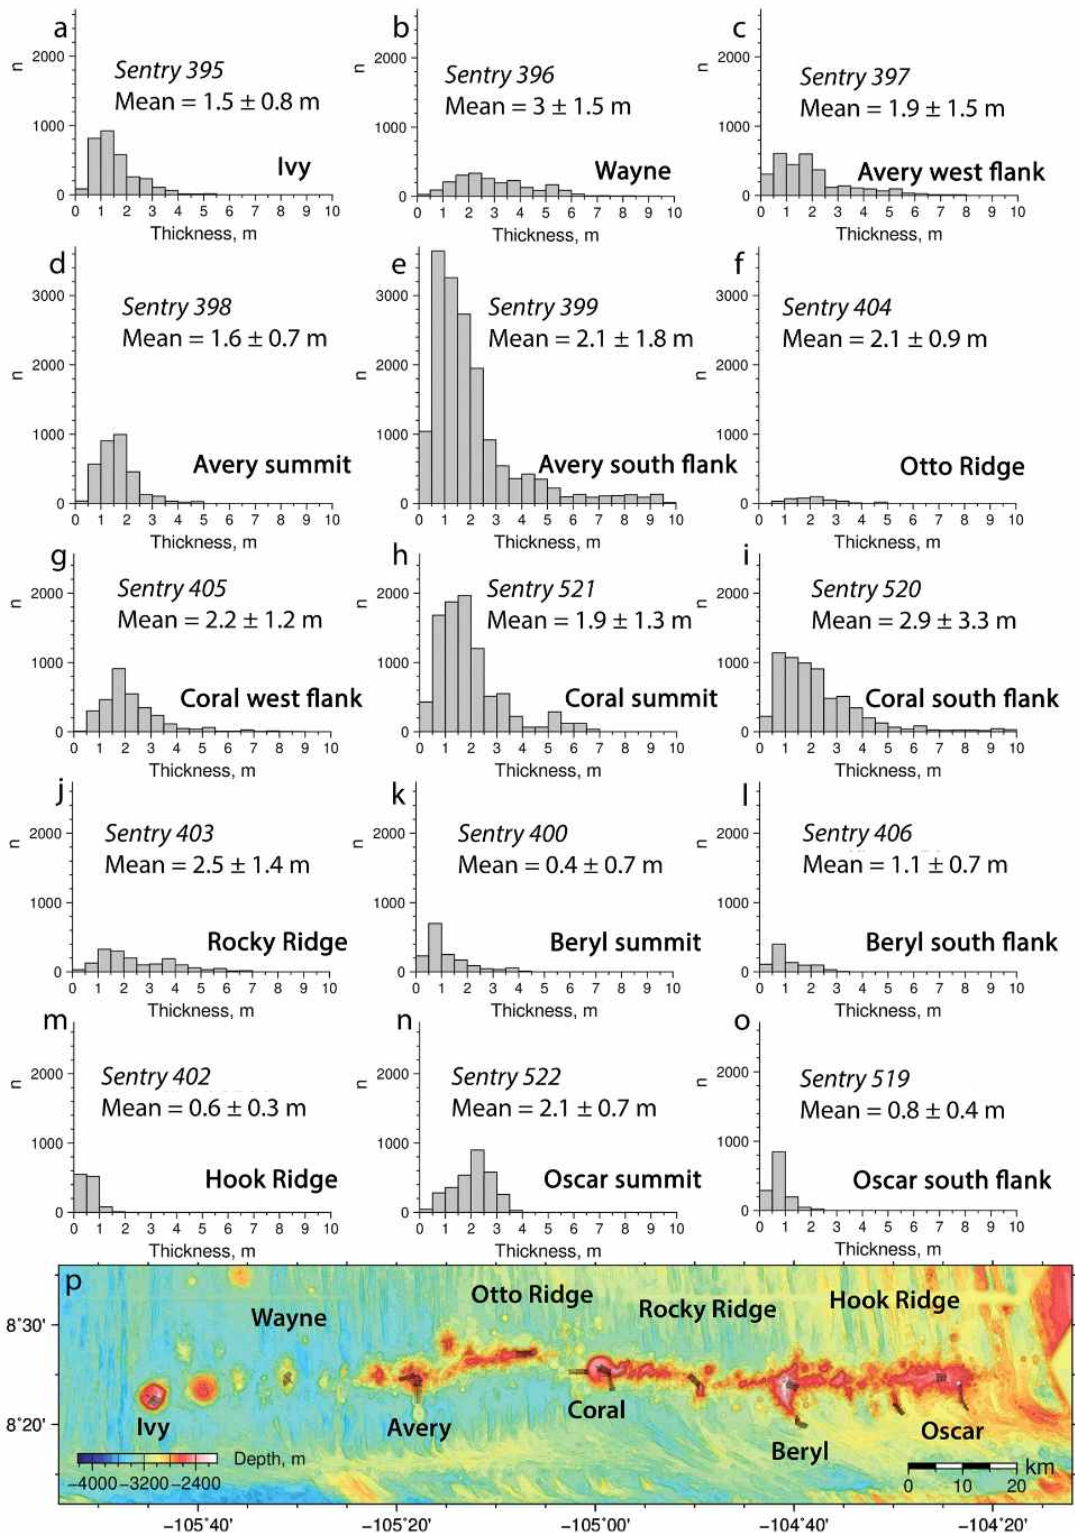 a
n
2000
1000
0
Sentry 395
Mean = 1.5 ± 0.8 m
Ivy
0 1 2 3 4 5 6 7 8 9 10
Thickness, m
b
n
2000
1000
0
Sentry 396
Mean = 3 ± 1.5 m
Wayne
0 1 2 3 4 5 6 7 8 9 10
Thickness, m
c
n
2000
1000
0
Sentry 397
Mean = 1.9 ± 1.5 m
Avery west flank
0 1 2 3 4 5 6 7 8 9 10
Thickness, m
d
n
3000
2000
1000
0
Sentry 398
Mean = 1.6 ± 0.7 m
Avery summit
0 1 2 3 4 5 6 7 8 9 10
Thickness, m
e
n
3000
2000
1000
0
Sentry 399
Mean = 2.1 ± 1.8 m
Avery south flank
0 1 2 3 4 5 6 7 8 9 10
Thickness, m
f
n
3000
2000
1000
0
Sentry 404
Mean = 2.1 ± 0.9 m
Otto Ridge
0 1 2 3 4 5 6 7 8 9 10
Thickness, m
g
n
2000
1000
0
Sentry 405
Mean = 2.2 ± 1.2 m
Coral west flank
0 1 2 3 4 5 6 7 8 9 10
Thickness, m
h
n
2000
1000
0
Sentry 521
Mean = 1.9 ± 1.3 m
Coral summit
0 1 2 3 4 5 6 7 8 9 10
Thickness, m
i
n
2000
1000
0
Sentry 520
Mean = 2.9 ± 3.3 m
Coral south flank
0 1 2 3 4 5 6 7 8 9 10
Thickness, m
j
n
2000
1000
0
Sentry 403
Mean = 2.5 ± 1.4 m
Rocky Ridge
0 1 2 3 4 5 6 7 8 9 10
Thickness, m
k
n
2000
1000
0
Sentry 400
Mean = 0.4 ± 0.7 m
Beryl summit
0 1 2 3 4 5 6 7 8 9 10
Thickness, m
l
n
2000
1000
0
Sentry 406
Mean = 1.1 ± 0.7 m
Beryl south flank
0 1 2 3 4 5 6 7 8 9 10
Thickness, m
m
n
2000
1000
0
Sentry 402
Mean = 0.6 ± 0.3 m
Hook Ridge
0 1 2 3 4 5 6 7 8 9 10
Thickness, m
n
n
2000
1000
0
Sentry 522
Mean = 2.1 ± 0.7 m
Oscar summit
0 1 2 3 4 5 6 7 8 9 10
Thickness, m
o
n
2000
1000
0
Sentry 519
Mean = 0.8 ± 0.4 m
Oscar south flank
0 1 2 3 4 5 6 7 8 9 10
Thickness, m
p
Otto Ridge
Rocky Ridge
Hook Ridge
Wayne
8˚30'
8˚20'
Ivy
Avery
Coral
Beryl
Oscar
Depth, m
−4000 −3200 −2400
km
0 10 20
−105˚40' −105˚20' −105˚00' −104˚40' −104˚20'